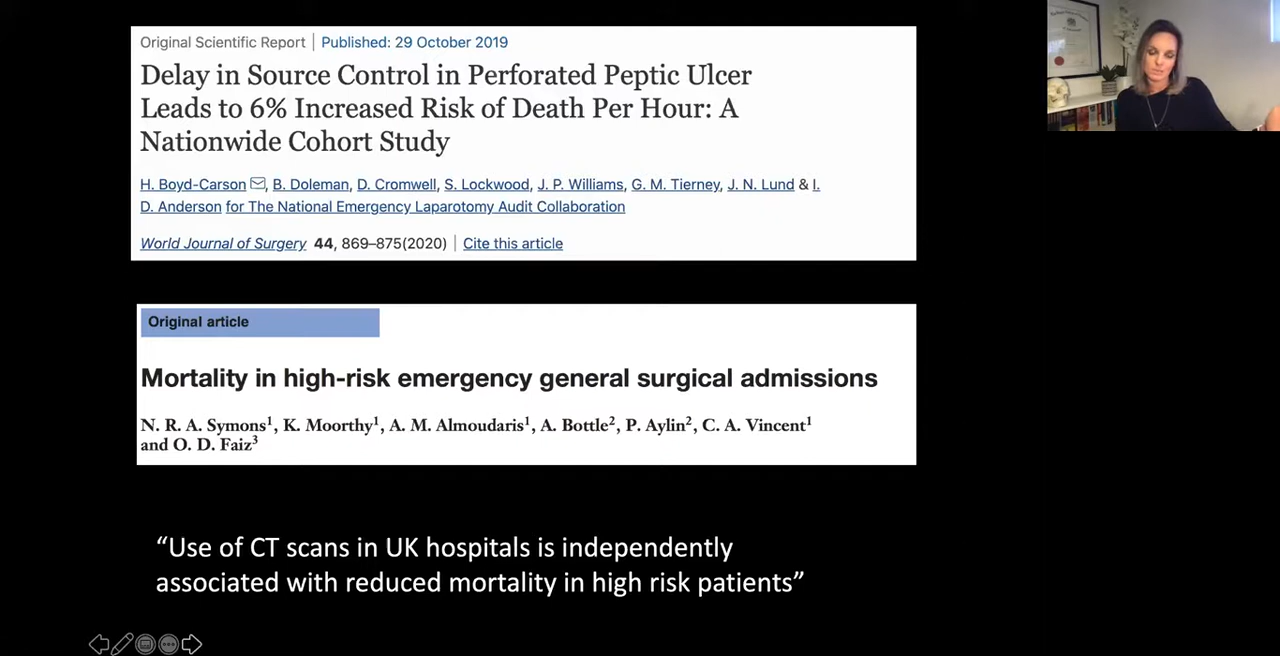 Original Scientific Report | Published: 29 October 2019
Delay in Source Control in Perforated Peptic Ulcer
Leads to 6% Increased Risk of Death Per Hour: A
Nationwide Cohort Study
H. Boyd-Carson, B. Doleman, D. Cromwell, S. Lockwood, J. P. Williams, G. M. Tierney, J. N. Lund & I.
D. Anderson for The National Emergency Laparotomy Audit Collaboration
World Journal of Surgery 44, 869–875(2020) | Cite this article
Original article
Mortality in high-risk emergency general surgical admissions
N. R. A. Symons1, K. Moorthy1, A. M. Almoudaris1, A. Bottle2, P. Aylin2, C. A. Vincent1
and O. D. Faiz3
“Use of CT scans in UK hospitals is independently
associated with reduced mortality in high risk patients”